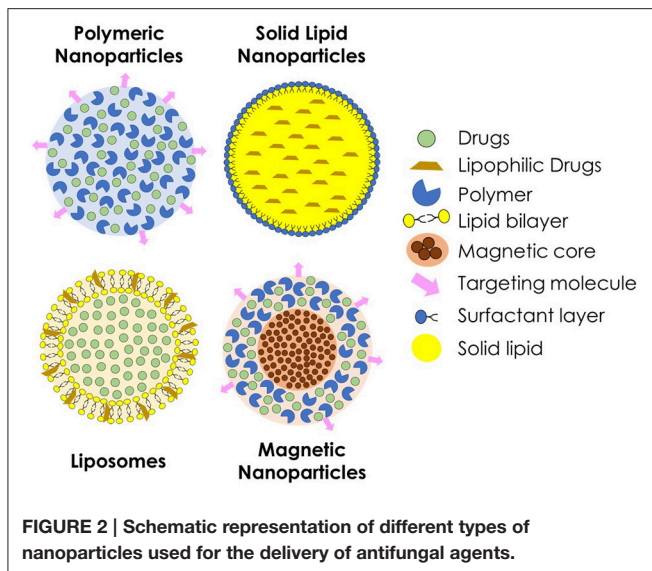 Polymeric
Nanoparticles
Solid Lipid
Nanoparticles
Drugs
Lipophilic Drugs
Polymer
Lipid bilayer
Magnetic core
Targeting molecule
Surfactant layer
Solid lipid
Liposomes
Magnetic
Nanoparticles
FIGURE 2 | Schematic representation of different types of
nanoparticles used for the delivery of antifungal agents.